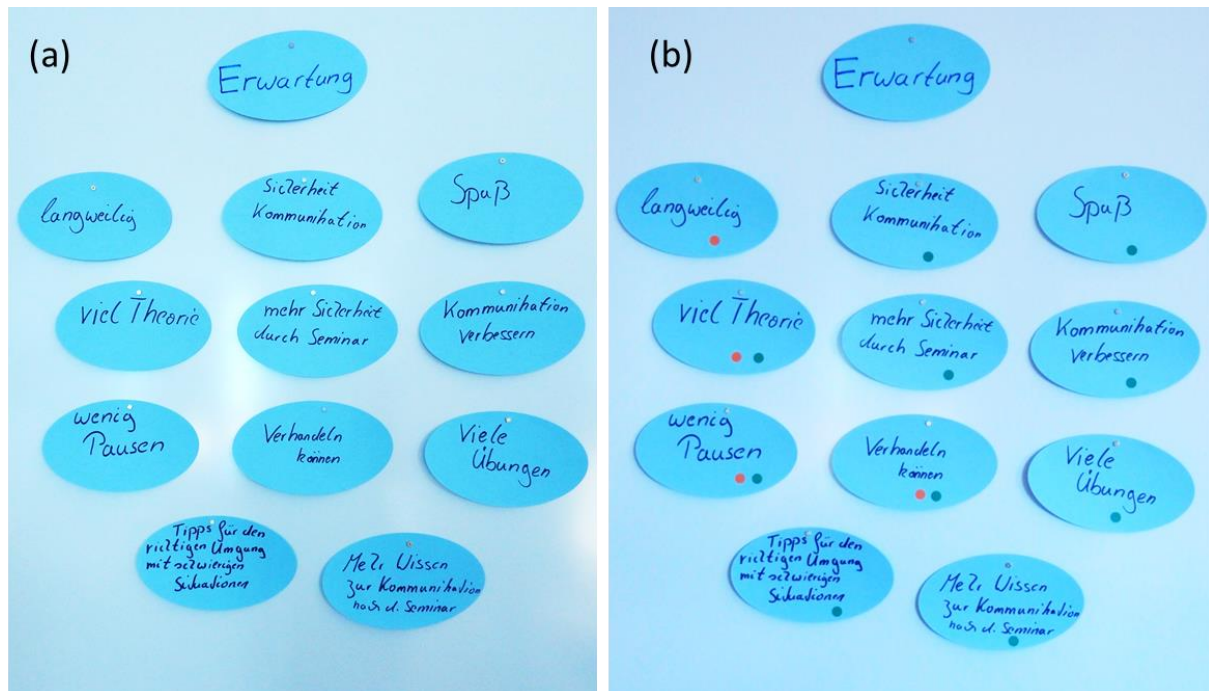 (a)
Erwartung
langweilig
Sicherheit
Kommunikation
Spaß
viel Theorie
mehr Sicherheit
durch Seminar
Kommunikation
verbessern
wenig
Pausen
Verhandeln
können
Viele
Übungen
Tipps für den
richtigen Umgung
mit schwierigen
Situationen
Mehr Wissen
zur Kommunikation
nach d. Seminar
(b)
Erwartung
langweilig
Sicherheit
Kommunikation
Spaß
viel Theorie
mehr Sicherheit
durch Seminar
Kommunikation
verbessern
wenig
Pausen
Verhandeln
können
Viele
Übungen
Tipps für den
richtigen Umgung
mit schwierigen
Situationen
Mehr Wissen
zur Kommunikation
nach d. Seminar